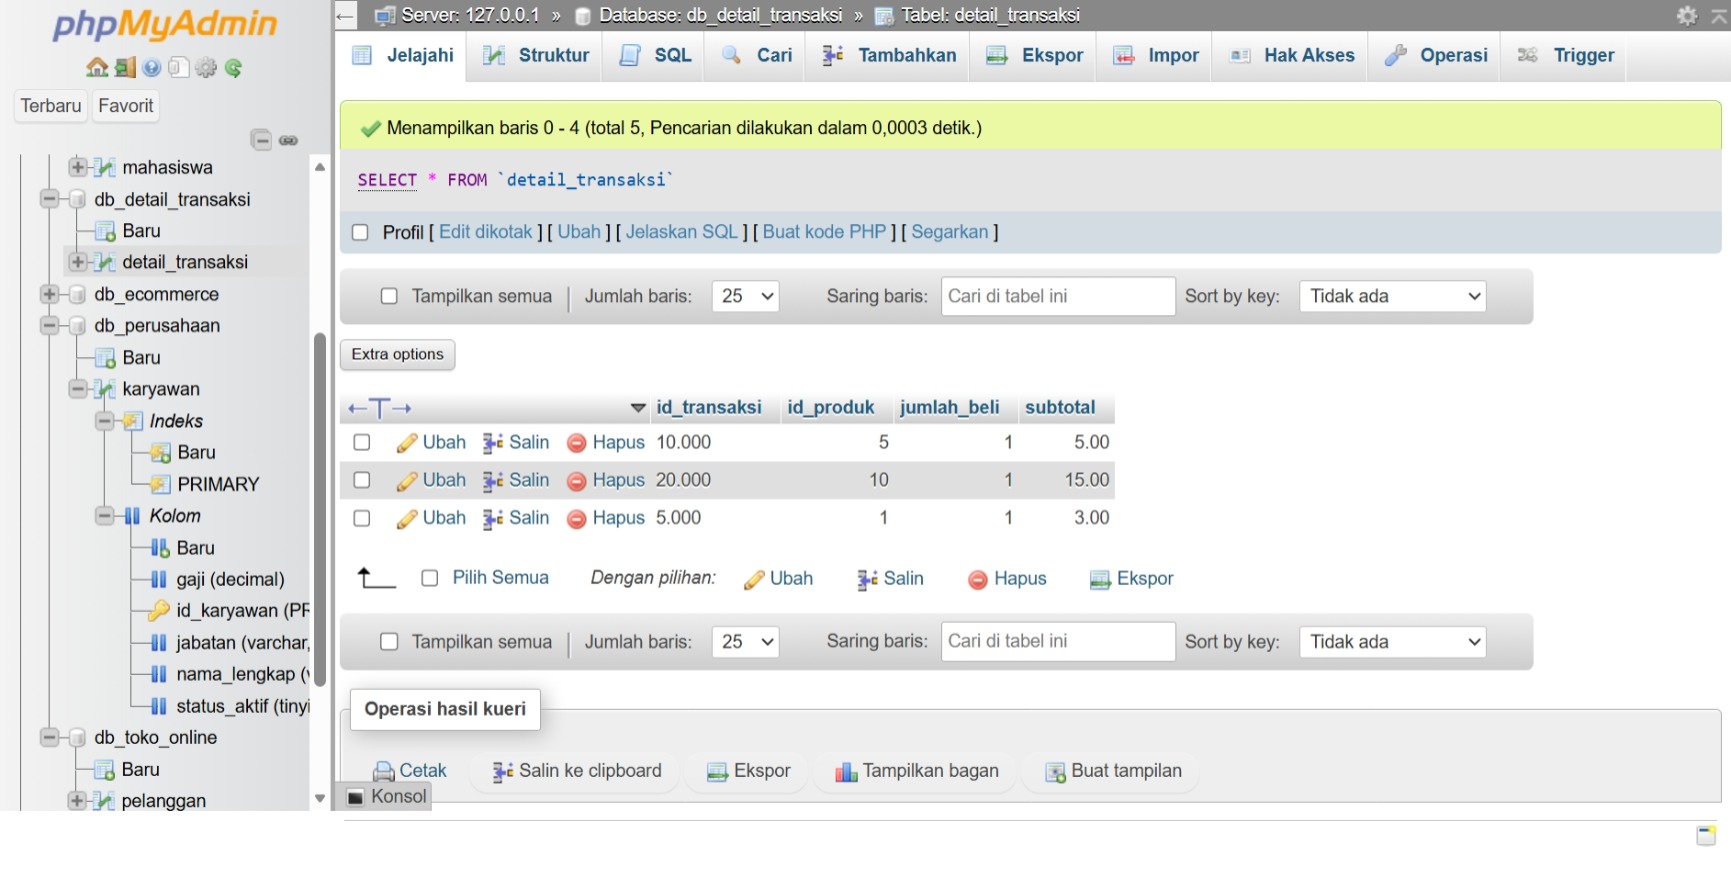 phpMyAdmin
Terbaru Favorit
mahasiswa
db_detail_transaksi
Baru
detail_transaksi
db_ecommerce
db_perusahaan
Baru
karyawan
Indeks
Baru
PRIMARY
Kolom
Baru
gaji (decimal)
id_karyawan (PR
jabatan (varchar,
nama_lengkap (
status_aktif (tinyi
db_toko_online
Baru
pelanggan
Server: 127.0.0.1 » Database: db_detail_transaksi » Tabel: detail_transaksi
Jelajahi Struktur SQL Cari Tambahkan Ekspor Impor Hak Akses Operasi Trigger
Menampilkan baris 0 - 4 (total 5, Pencarian dilakukan dalam 0,0003 detik.)
SELECT * FROM `detail_transaksi`
Profil [ Edit dikotak ] [ Ubah ] [ Jelaskan SQL ] [ Buat kode PHP ] [ Segarkan ]
Tampilkan semua | Jumlah baris: 25 Saring baris: Cari di tabel ini Sort by key: Tidak ada
Extra options
id_transaksi id_produk jumlah_beli subtotal
Ubah Salin Hapus 10.000 5 1 5.00
Ubah Salin Hapus 20.000 10 1 15.00
Ubah Salin Hapus 5.000 1 1 3.00
Pilih Semua Dengan pilihan: Ubah Salin Hapus Ekspor
Tampilkan semua | Jumlah baris: 25 Saring baris: Cari di tabel ini Sort by key: Tidak ada
Operasi hasil kueri
Cetak Salin ke clipboard Ekspor Tampilkan bagan Buat tampilan
Konsol